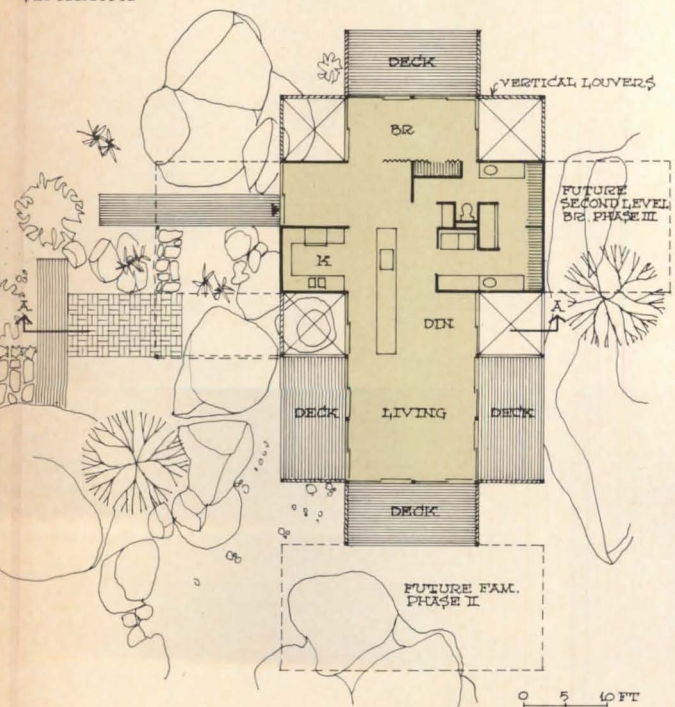 DECK
VERTICAL LOUVERS
BR
FUTURE
SECOND LEVEL
BR. PHASE III
K
A
A
DIN
DECK
LIVING
DECK
DECK
FUTURE FAM.
PHASE II
0 5 10 FT